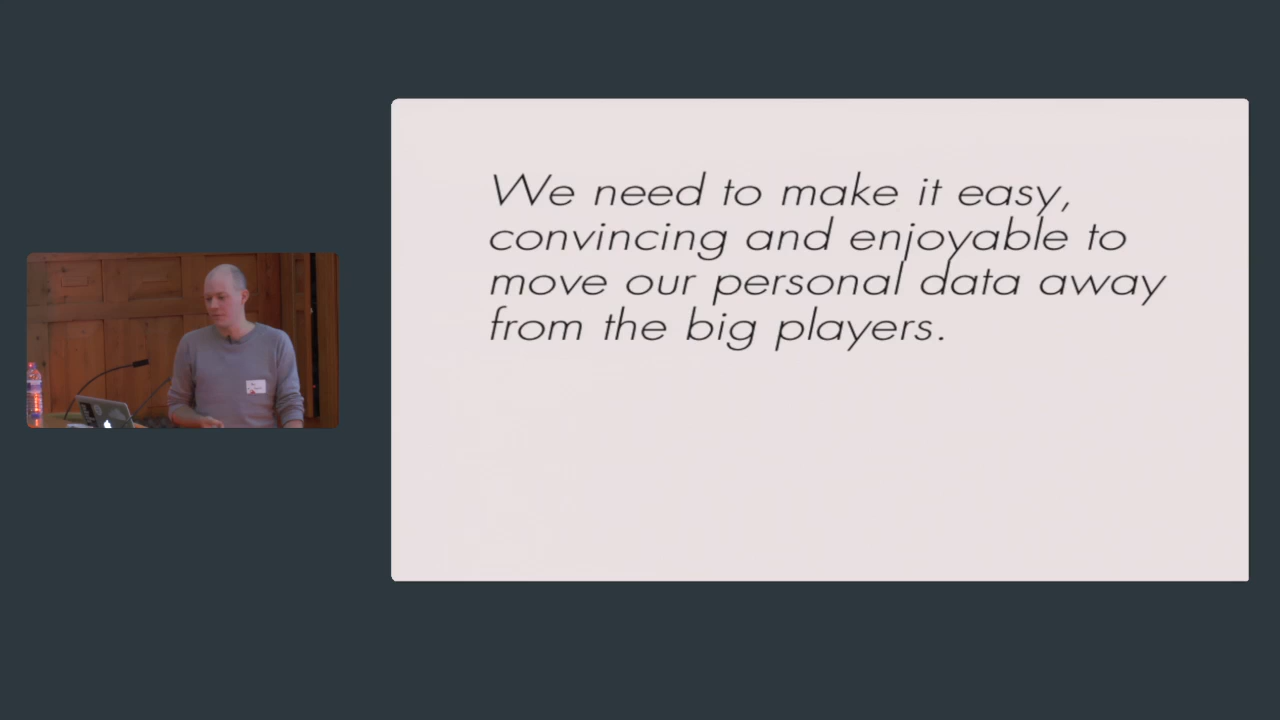 We need to make it easy,
convincing and enjoyable to
move our personal data away
from the big players.